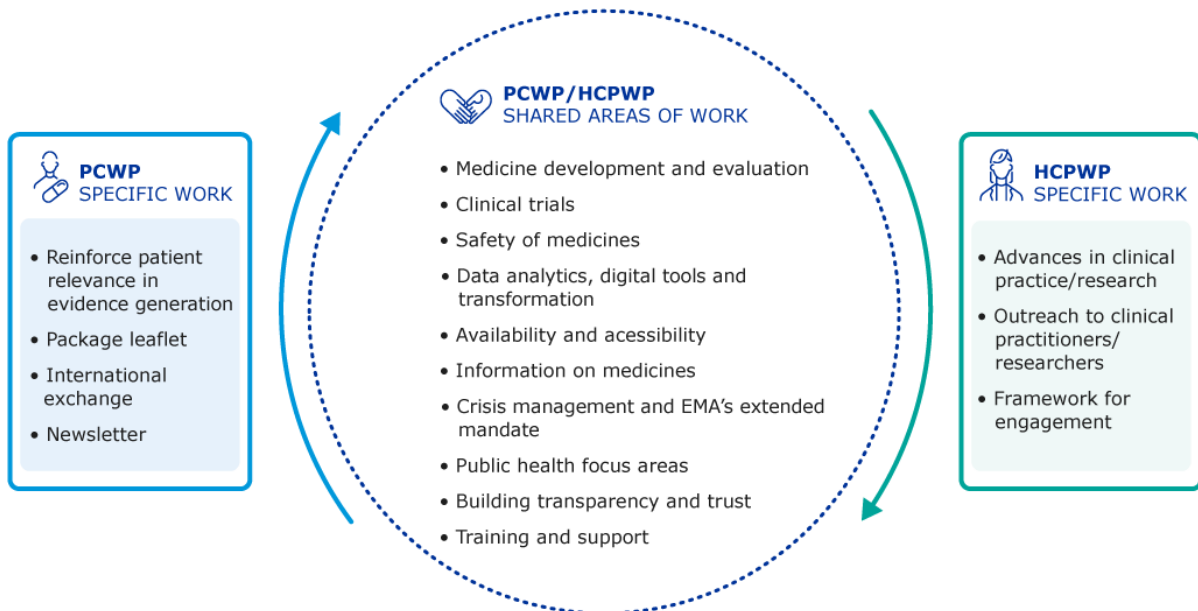 PCWP
SPECIFIC WORK
• Reinforce patient
relevance in
evidence generation
• Package leaflet
• International
exchange
• Newsletter
PCWP/HCPWP
SHARED AREAS OF WORK
• Medicine development and evaluation
• Clinical trials
• Safety of medicines
• Data analytics, digital tools and
transformation
• Availability and acessibility
• Information on medicines
• Crisis management and EMA’s extended
mandate
• Public health focus areas
• Building transparency and trust
• Training and support
HCPWP
SPECIFIC WORK
• Advances in clinical
practice/research
• Outreach to clinical
practitioners/
researchers
• Framework for
engagement